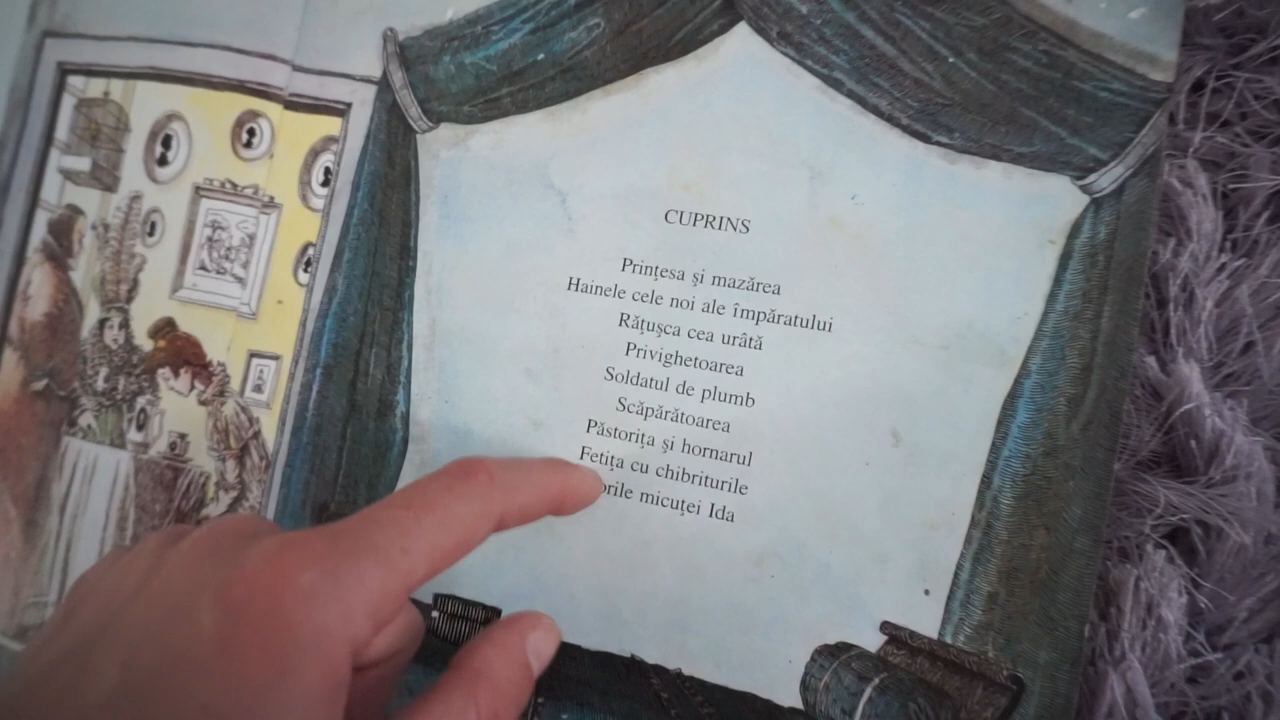 CUPRINS
Prințesa și mazărea
Hainele cele noi ale împăratului
Rățușca cea urâtă
Privighetoarea
Soldatul de plumb
Scăpărătoarea
Păstorița și hornarul
Fetița cu chibriturile
micuței Ida